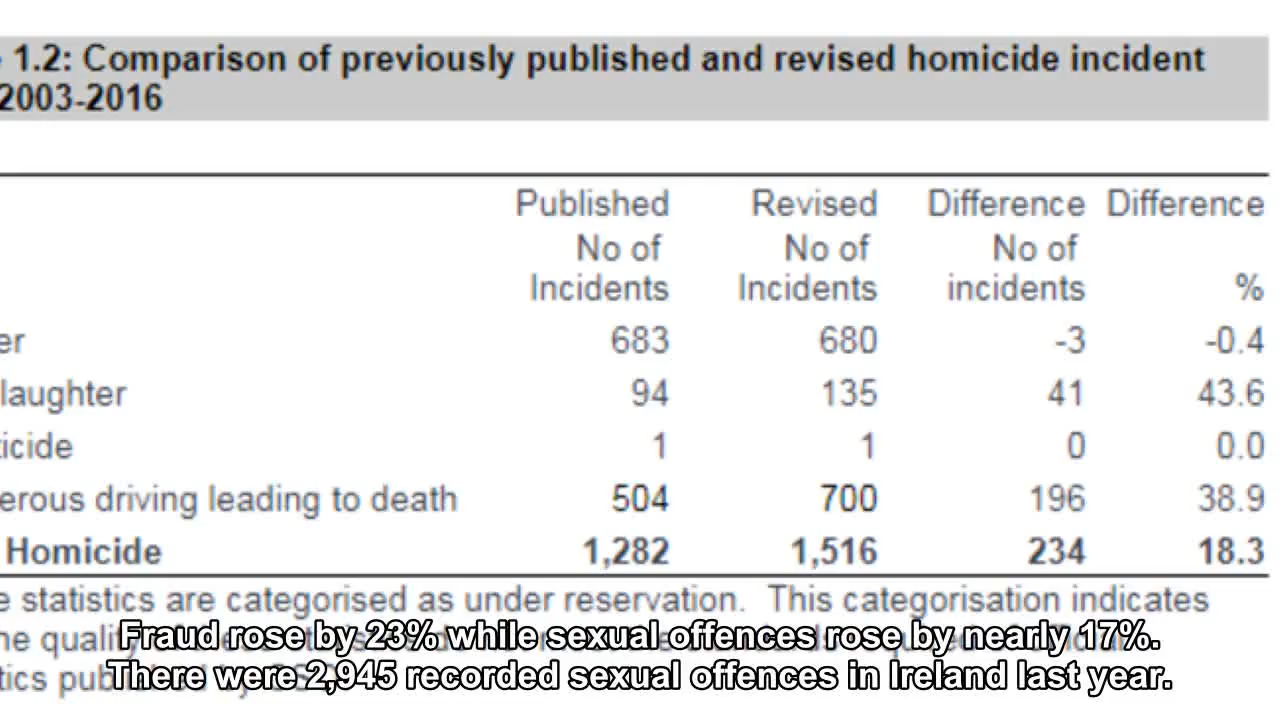 1.2: Comparison of previously published and revised homicide incident
2003-2016
Published Revised Difference Difference
No of No of No of
Incidents Incidents incidents %
er 683 680 -3 -0.4
laughter 94 135 41 43.6
icide 1 1 0 0.0
erous driving leading to death 504 700 196 38.9
Homicide 1,282 1,516 234 18.3
e statistics are categorised as under reservation. This categorisation indicates
Fraud rose by 23% while sexual offences rose by nearly 17%.
There were 2,945 recorded sexual offences in Ireland last year.